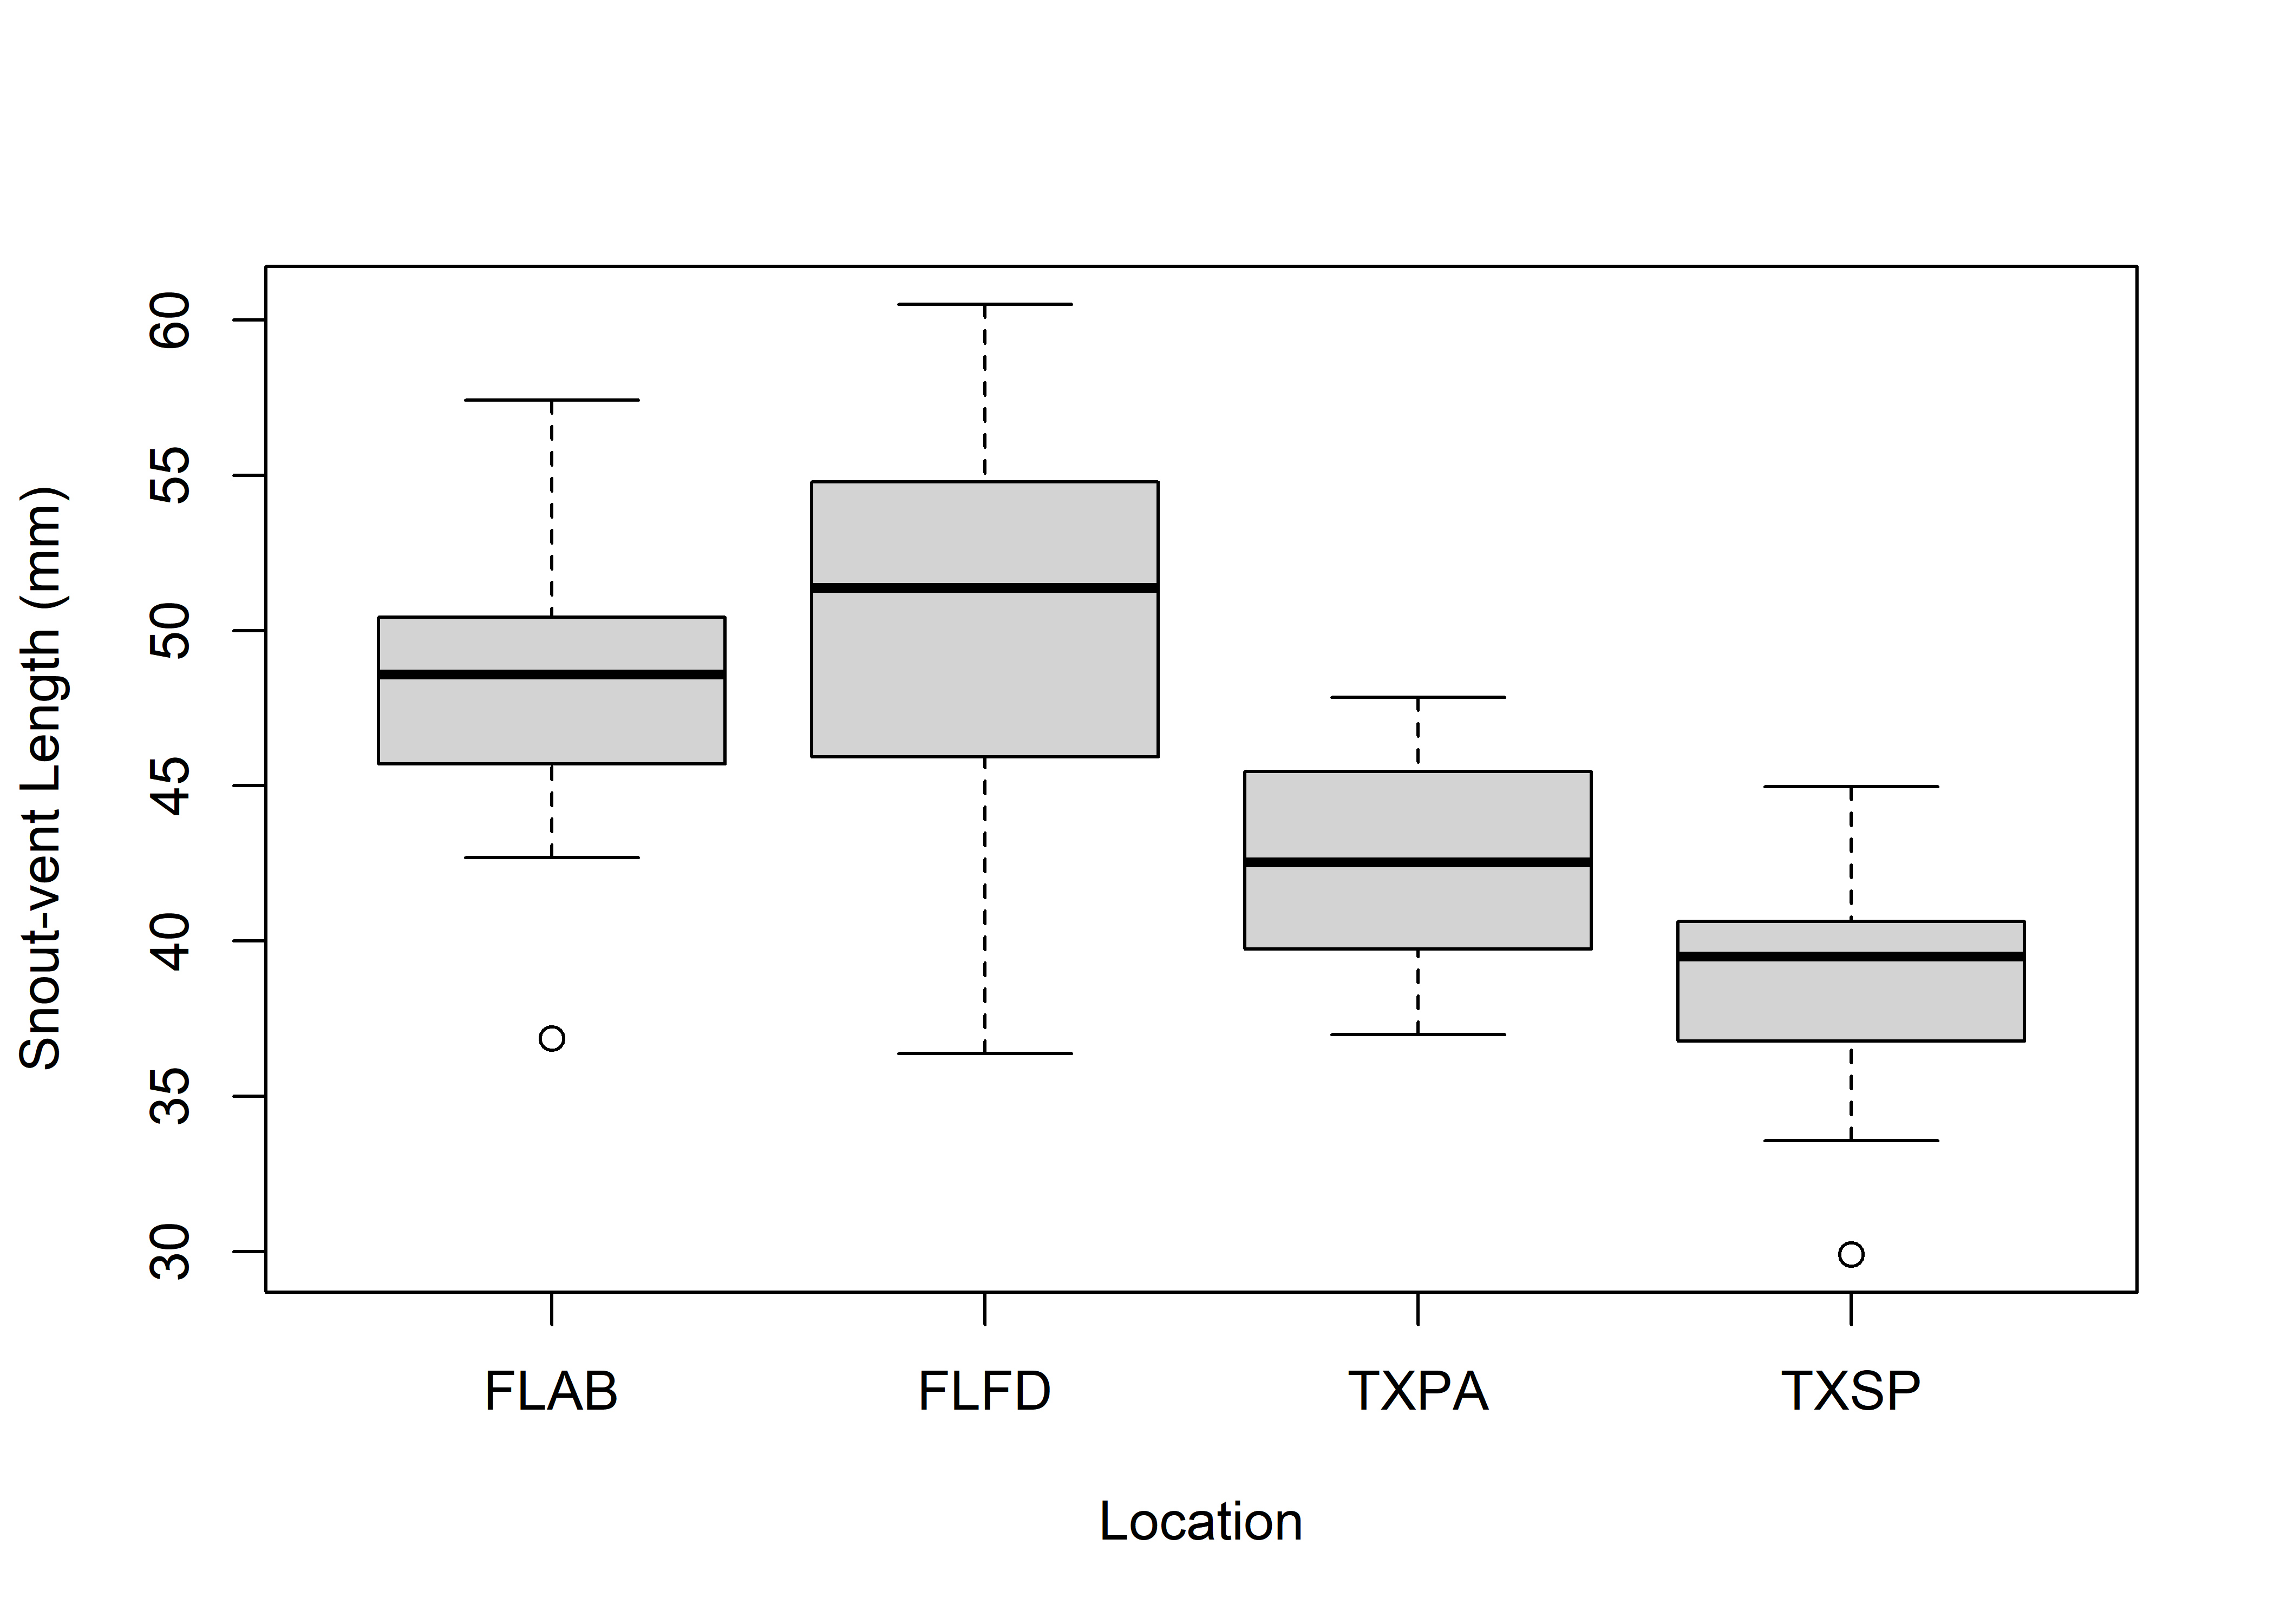 Snout-vent Length (mm)
60
55
50
45
40
35
30
FLAB FLFD TXPA TXSP
Location